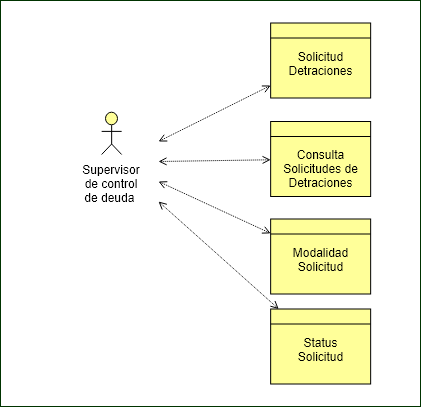 Solicitud
Detraciones
Supervisor
de control
de deuda
Consulta
Solicitudes de
Detraciones
Modalidad
Solicitud
Status
Solicitud